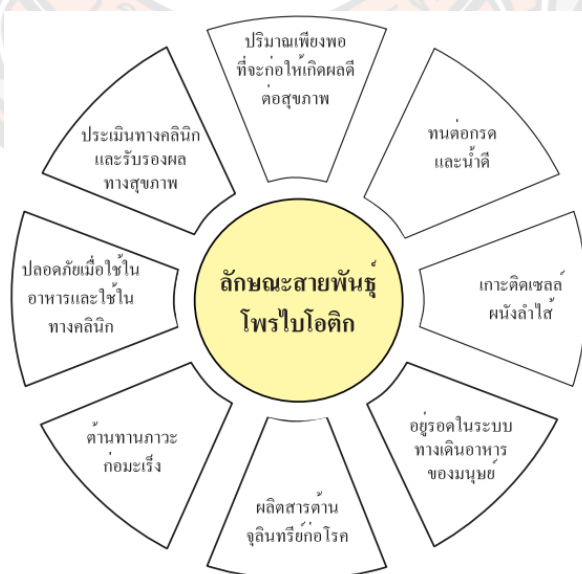 ปริมาณเพียงพอ
ที่จะก่อให้เกิดผลดี
ต่อสุขภาพ
ทนต่อกรด
และน้ำดี
เกาะติดเซลล์
ผนังลำไส้
อยู่รอดในระบบ
ทางเดินอาหาร
ของมนุษย์
ผลิตสารต้าน
จุลินทรีย์ก่อโรค
ต้านทานภาวะ
ก่อมะเร็ง
ปลอดภัยเมื่อใช้ใน
อาหารและใช้ใน
ทางคลินิก
ประเมินทางคลินิก
และรับรองผล
ทางสุขภาพ
ลักษณะสายพันธุ์
โพรไบโอติก